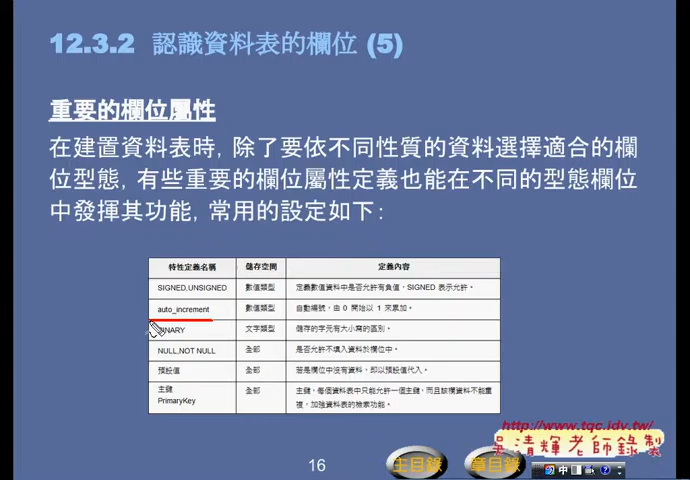 12.3.2 認識資料表的欄位 (5)
重要的欄位屬性
在建置資料表時, 除了要依不同性質的資料選擇適合的欄
位型態, 有些重要的欄位屬性定義也能在不同的型態欄位
中發揮其功能, 常用的設定如下:
特性定義名稱 儲存空間 定義內容
SIGNED,UNSIGNED 數值類型 定義數值資料中是否允許有負值, SIGNED 表示允許。
auto_increment 數值類型 自動編號, 由 0 開始以 1 來累加。
BINARY 文字類型 儲存的字元有大小寫的區別。
NULL,NOT NULL 全部 是否允許不填入資料於欄位中。
預設值 全部 若是欄位中沒有資料, 即以預設值代入。
主鍵 全部 主鍵, 每個資料表中只能允許一個主鍵, 而且該欄資料不能重
PrimaryKey 複, 加強資料表的檢索功能。
http://www.tqc.idv.tw/
吳清輝老師錄製
16
主目錄 章目錄
中